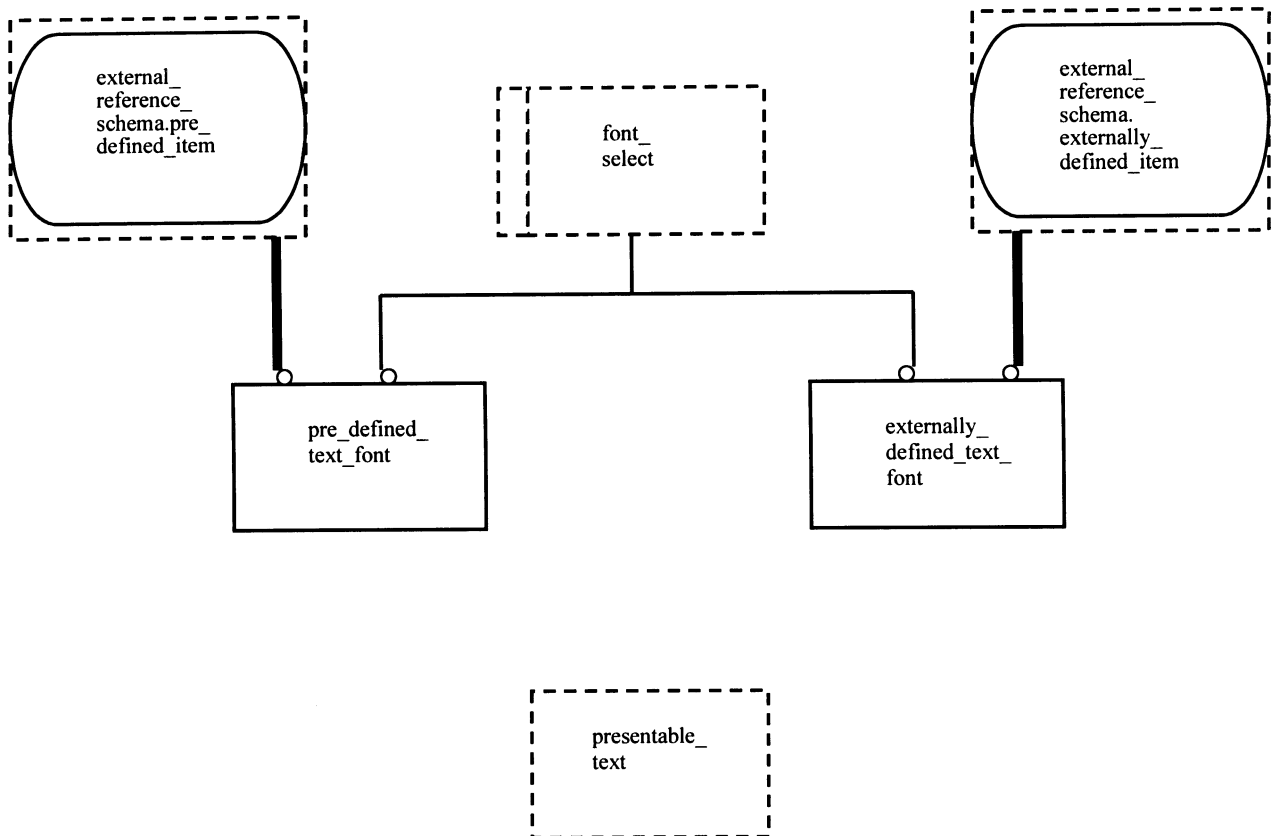 external_
reference_
schema.pre_
defined_item
font_
select
external_
reference_
schema.
externally_
defined_item
pre_defined_
text_font
externally_
defined_text_
font
presentable_
text